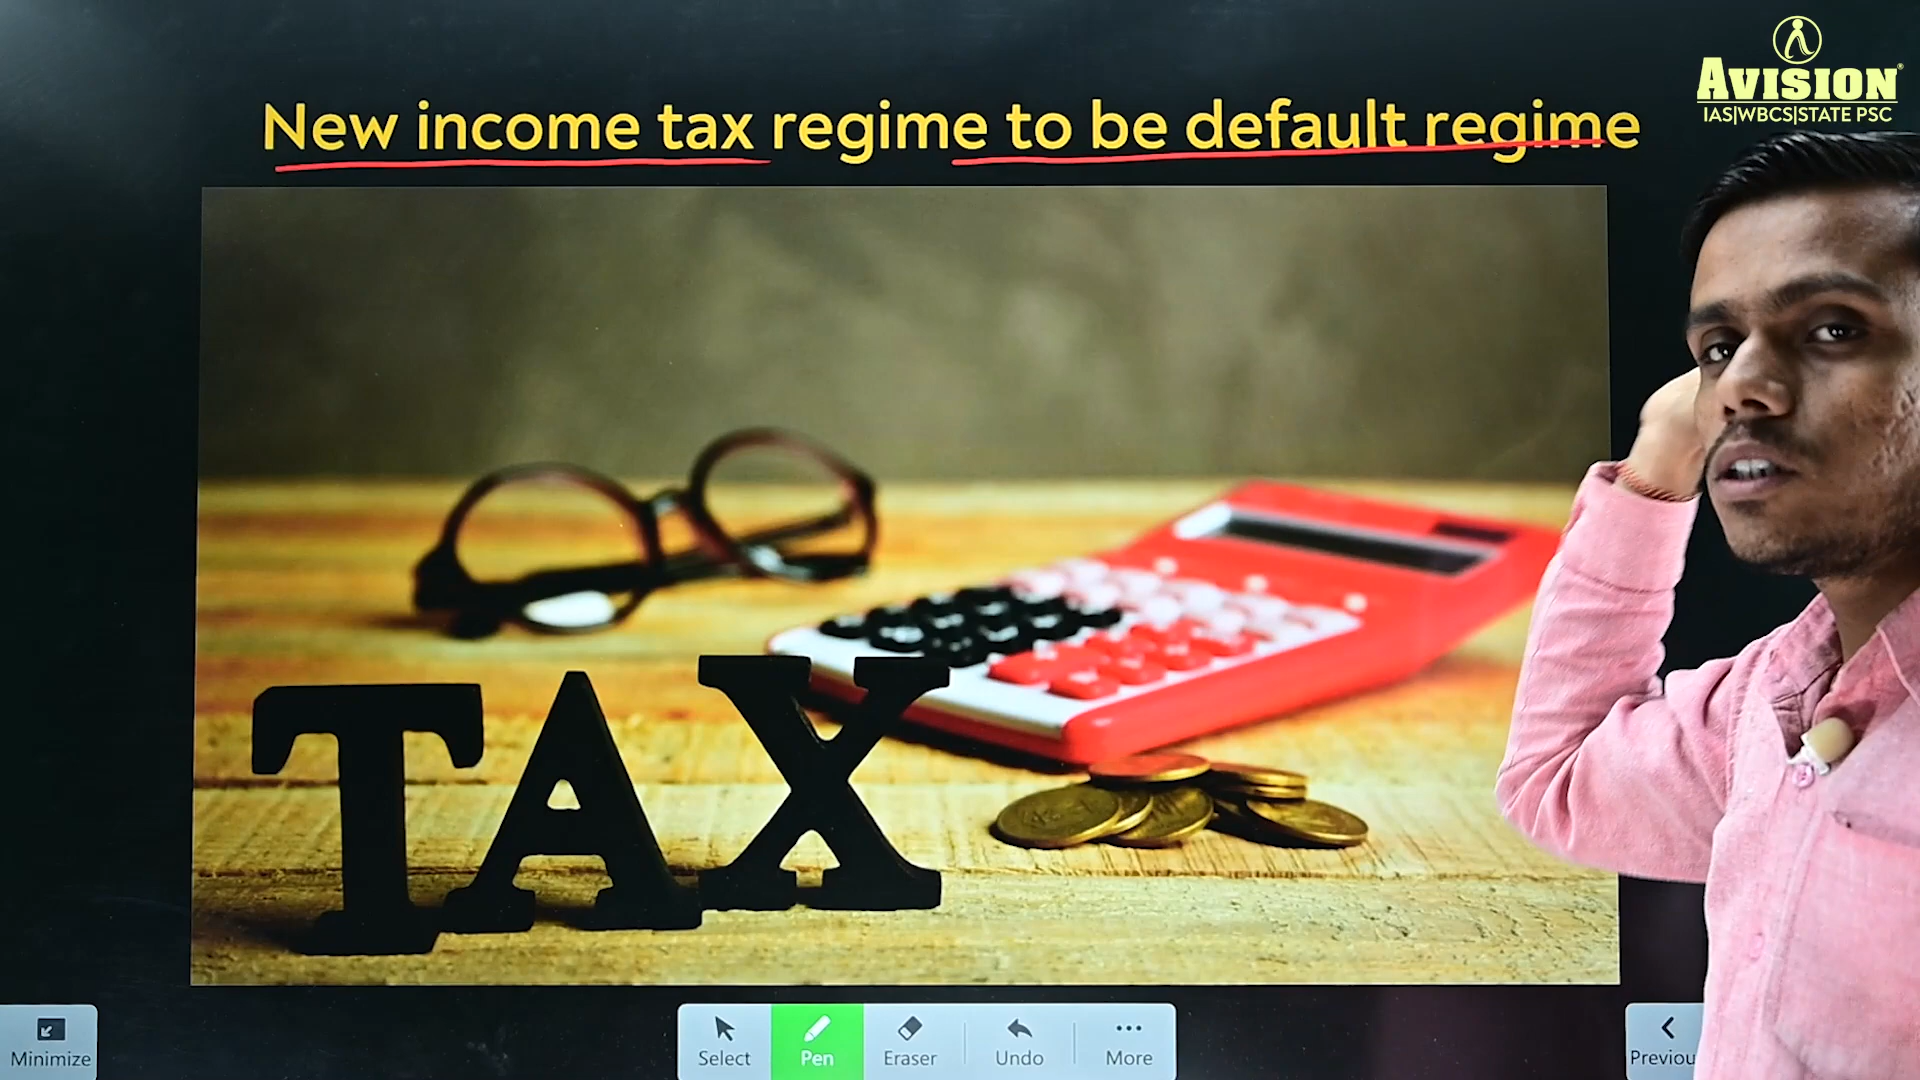 AVISION
IAS|WBCS|STATE PSC
New income tax regime to be default regime
TAX
Minimize
Select
Pen
Eraser
Undo
More
Previou